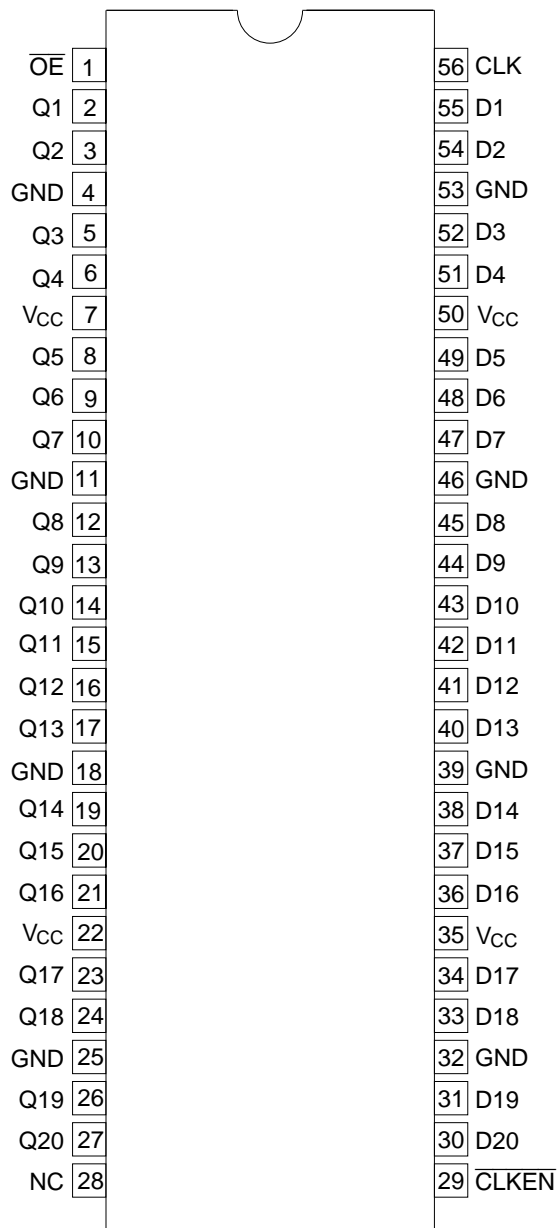 O̅E̅ 1 56 CLK
Q1 2 55 D1
Q2 3 54 D2
GND 4 53 GND
Q3 5 52 D3
Q4 6 51 D4
VCC 7 50 VCC
Q5 8 49 D5
Q6 9 48 D6
Q7 10 47 D7
GND 11 46 GND
Q8 12 45 D8
Q9 13 44 D9
Q10 14 43 D10
Q11 15 42 D11
Q12 16 41 D12
Q13 17 40 D13
GND 18 39 GND
Q14 19 38 D14
Q15 20 37 D15
Q16 21 36 D16
VCC 22 35 VCC
Q17 23 34 D17
Q18 24 33 D18
GND 25 32 GND
Q19 26 31 D19
Q20 27 30 D20
NC 28 29 C̅L̅K̅E̅N̅